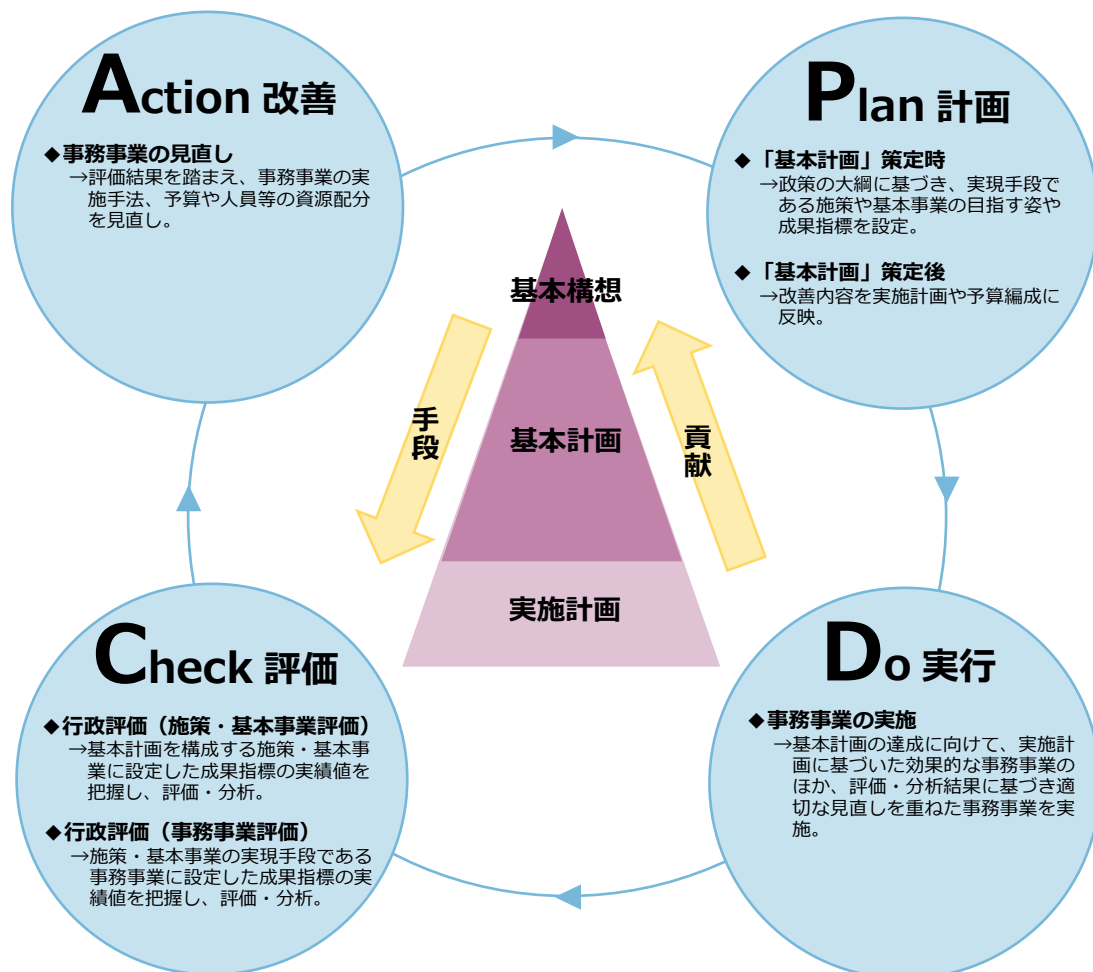 Action 改善
◆事務事業の見直し
→評価結果を踏まえ、事務事業の実
施手法、予算や人員等の資源配分
を見直し。
Plan 計画
◆「基本計画」策定時
→政策の大綱に基づき、実現手段で
ある施策や基本事業の目指す姿や
成果指標を設定。
◆「基本計画」策定後
→改善内容を実施計画や予算編成に
反映。
基本構想
手段
基本計画
貢献
実施計画
Check 評価
◆行政評価（施策・基本事業評価）
→基本計画を構成する施策・基本事
業に設定した成果指標の実績値を
把握し、評価・分析。
◆行政評価（事務事業評価）
→施策・基本事業の実現手段である
事務事業に設定した成果指標の実
績値を把握し、評価・分析。
Do 実行
◆事務事業の実施
→基本計画の達成に向けて、実施計
画に基づいた効果的な事務事業の
ほか、評価・分析結果に基づき適
切な見直しを重ねた事務事業を実
施。